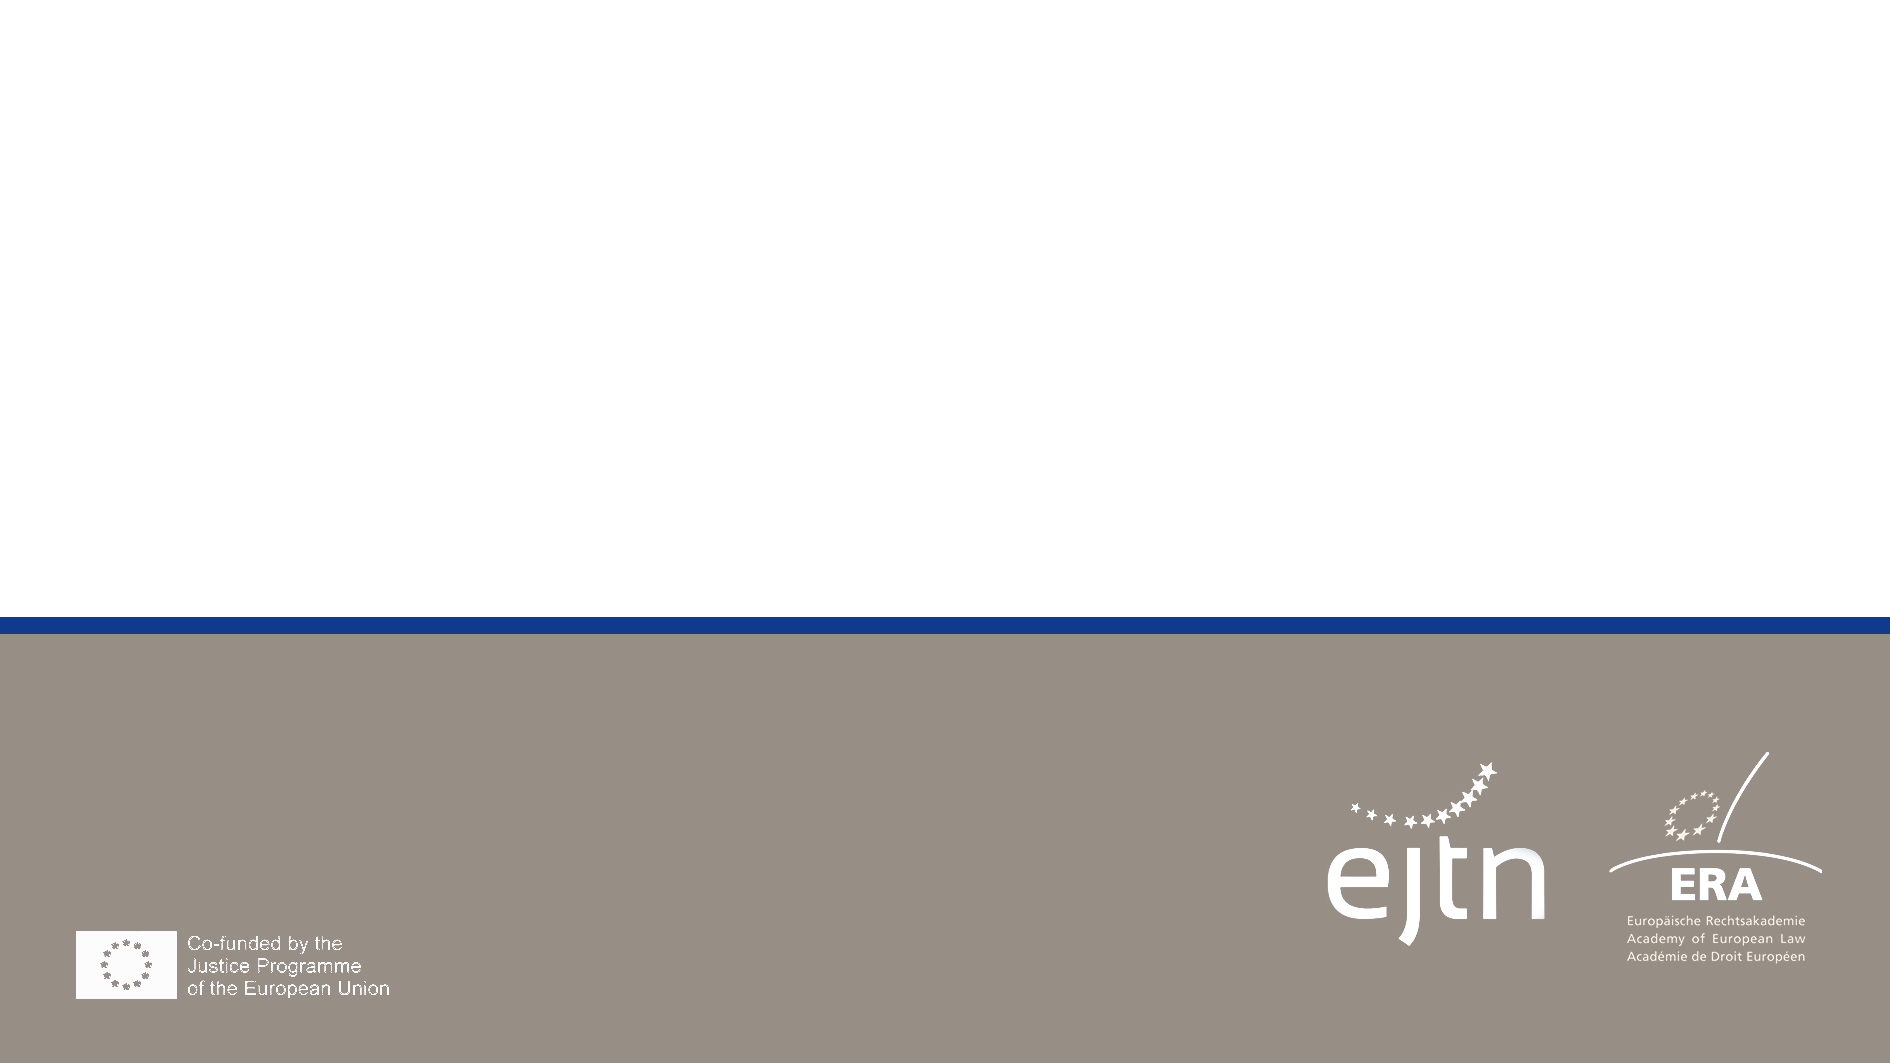 ejtn
ERA
Europäische Rechtsakademie
Academy of European Law
Académie de Droit Européen
Co-funded by the
Justice Programme
of the European Union